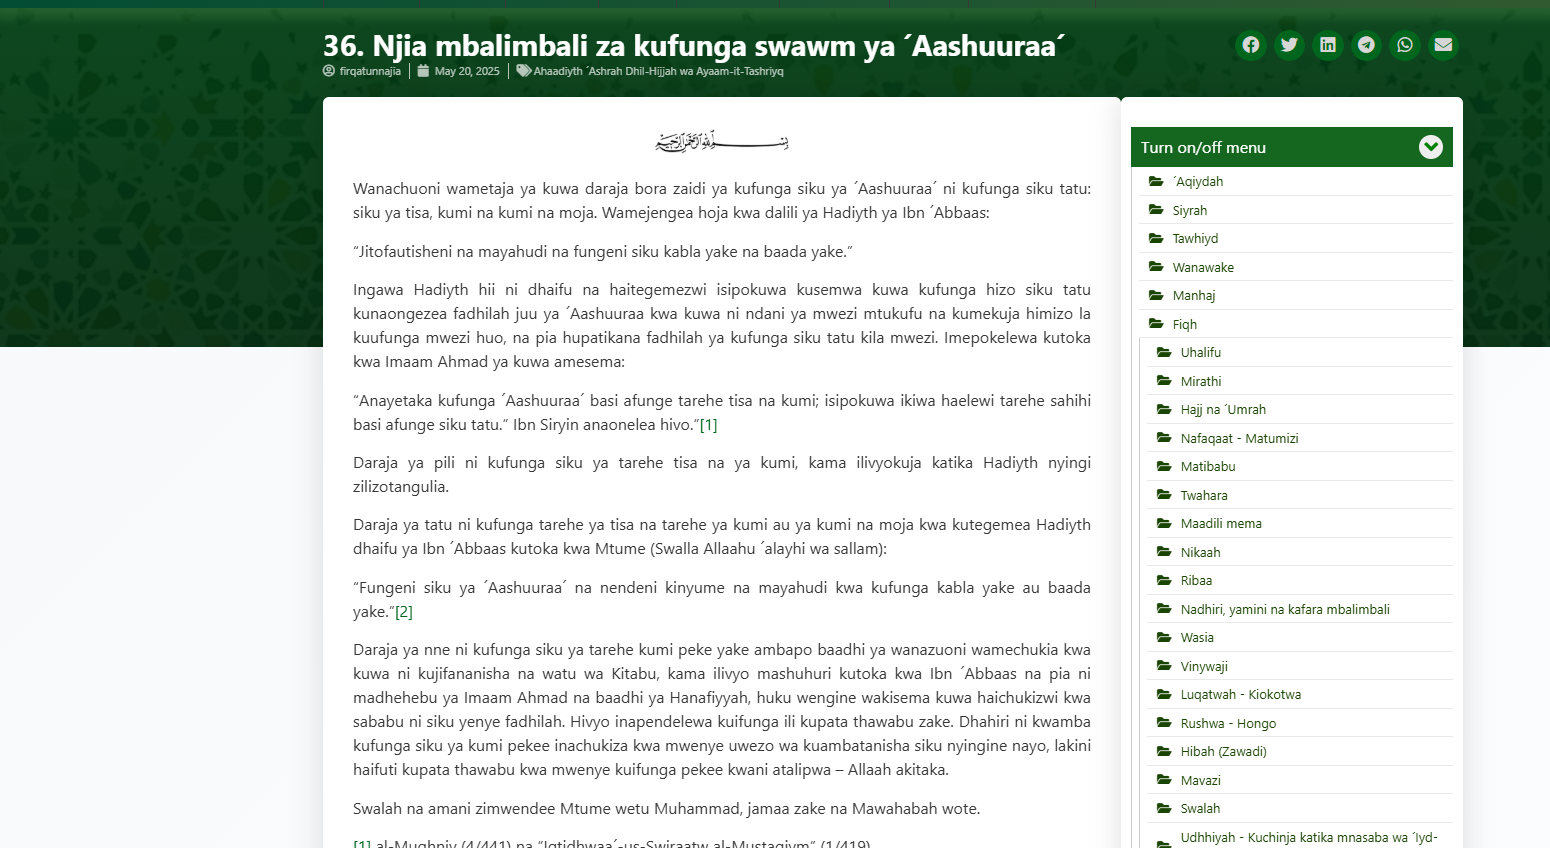 36. Njia mbalimbali za kufunga swawm ya ´Aashuuraa´
firqatunnajia
May 20, 2025
Ahaadiyth ´Ashrah Dhil-Hijjah wa Ayaam-it-Tashriyq
بِسْمِ اللهِ الرَّحْمٰنِ الرَّحِيْمِ
Wanachuoni wametaja ya kuwa daraja bora zaidi ya kufunga siku ya ´Aashuuraa´ ni kufunga siku tatu:
siku ya tisa, kumi na kumi na moja. Wamejengea hoja kwa dalili ya Hadiyth ya Ibn ´Abbaas:
“Jitofautisheni na mayahudi na fungeni siku kabla yake na baada yake.”
Ingawa Hadiyth hii ni dhaifu na haitegemezwi isipokuwa kusemwa kuwa kufunga hizo siku tatu
kunaongezea fadhilah juu ya ´Aashuuraa kwa kuwa ni ndani ya mwezi mtukufu na kumekuja himizo la
kuufunga mwezi huo, na pia hupatikana fadhilah ya kufunga siku tatu kila mwezi. Imepokelewa kutoka
kwa Imaam Ahmad ya kuwa amesema:
“Anayetaka kufunga ´Aashuuraa´ basi afunge tarehe tisa na kumi; isipokuwa ikiwa haelewi tarehe sahihi
basi afunge siku tatu.” Ibn Siryin anaonelea hivo.”[1]
Daraja ya pili ni kufunga siku ya tarehe tisa na ya kumi, kama ilivyokuja katika Hadiyth nyingi
zilizotangulia.
Daraja ya tatu ni kufunga tarehe ya tisa na tarehe ya kumi au ya kumi na moja kwa kutegemea Hadiyth
dhaifu ya Ibn ´Abbaas kutoka kwa Mtume (Swalla Allaahu ´alayhi wa sallam):
“Fungeni siku ya ´Aashuuraa´ na nendeni kinyume na mayahudi kwa kufunga kabla yake au baada
yake.”[2]
Daraja ya nne ni kufunga siku ya tarehe kumi peke yake ambapo baadhi ya wanazuoni wamechukia kwa
kuwa ni kujifananisha na watu wa Kitabu, kama ilivyo mashuhuri kutoka kwa Ibn ´Abbaas na pia ni
madhehebu ya Imaam Ahmad na baadhi ya Hanafiyyah, huku wengine wakisema kuwa haichukizwi kwa
sababu ni siku yenye fadhilah. Hivyo inapendelewa kuifunga ili kupata thawabu zake. Dhahiri ni kwamba
kufunga siku ya kumi pekee inachukiza kwa mwenye uwezo wa kuambatanisha siku nyingine nayo, lakini
haifuti kupata thawabu kwa mwenye kuifunga pekee kwani atalipwa – Allaah akitaka.
Swalah na amani zimwendee Mtume wetu Muhammad, jamaa zake na Mawahabah wote.
[1] al-Mughniy (4/441) na “Iqtidhwaa´-us-Swiraatw al-Mustaqiym” (1/419)
Turn on/off menu
´Aqiydah
Siyrah
Tawhiyd
Wanawake
Manhaj
Fiqh
Uhalifu
Mirathi
Hajj na ´Umrah
Nafaqaat - Matumizi
Matibabu
Twahara
Maadili mema
Nikaah
Ribaa
Nadhiri, yamini na kafara mbalimbali
Wasia
Vinywaji
Luqatwah - Kiokotwa
Rushwa - Hongo
Hibah (Zawadi)
Mavazi
Swalah
Udhhiyah - Kuchinja katika mnasaba wa ´Iyd-